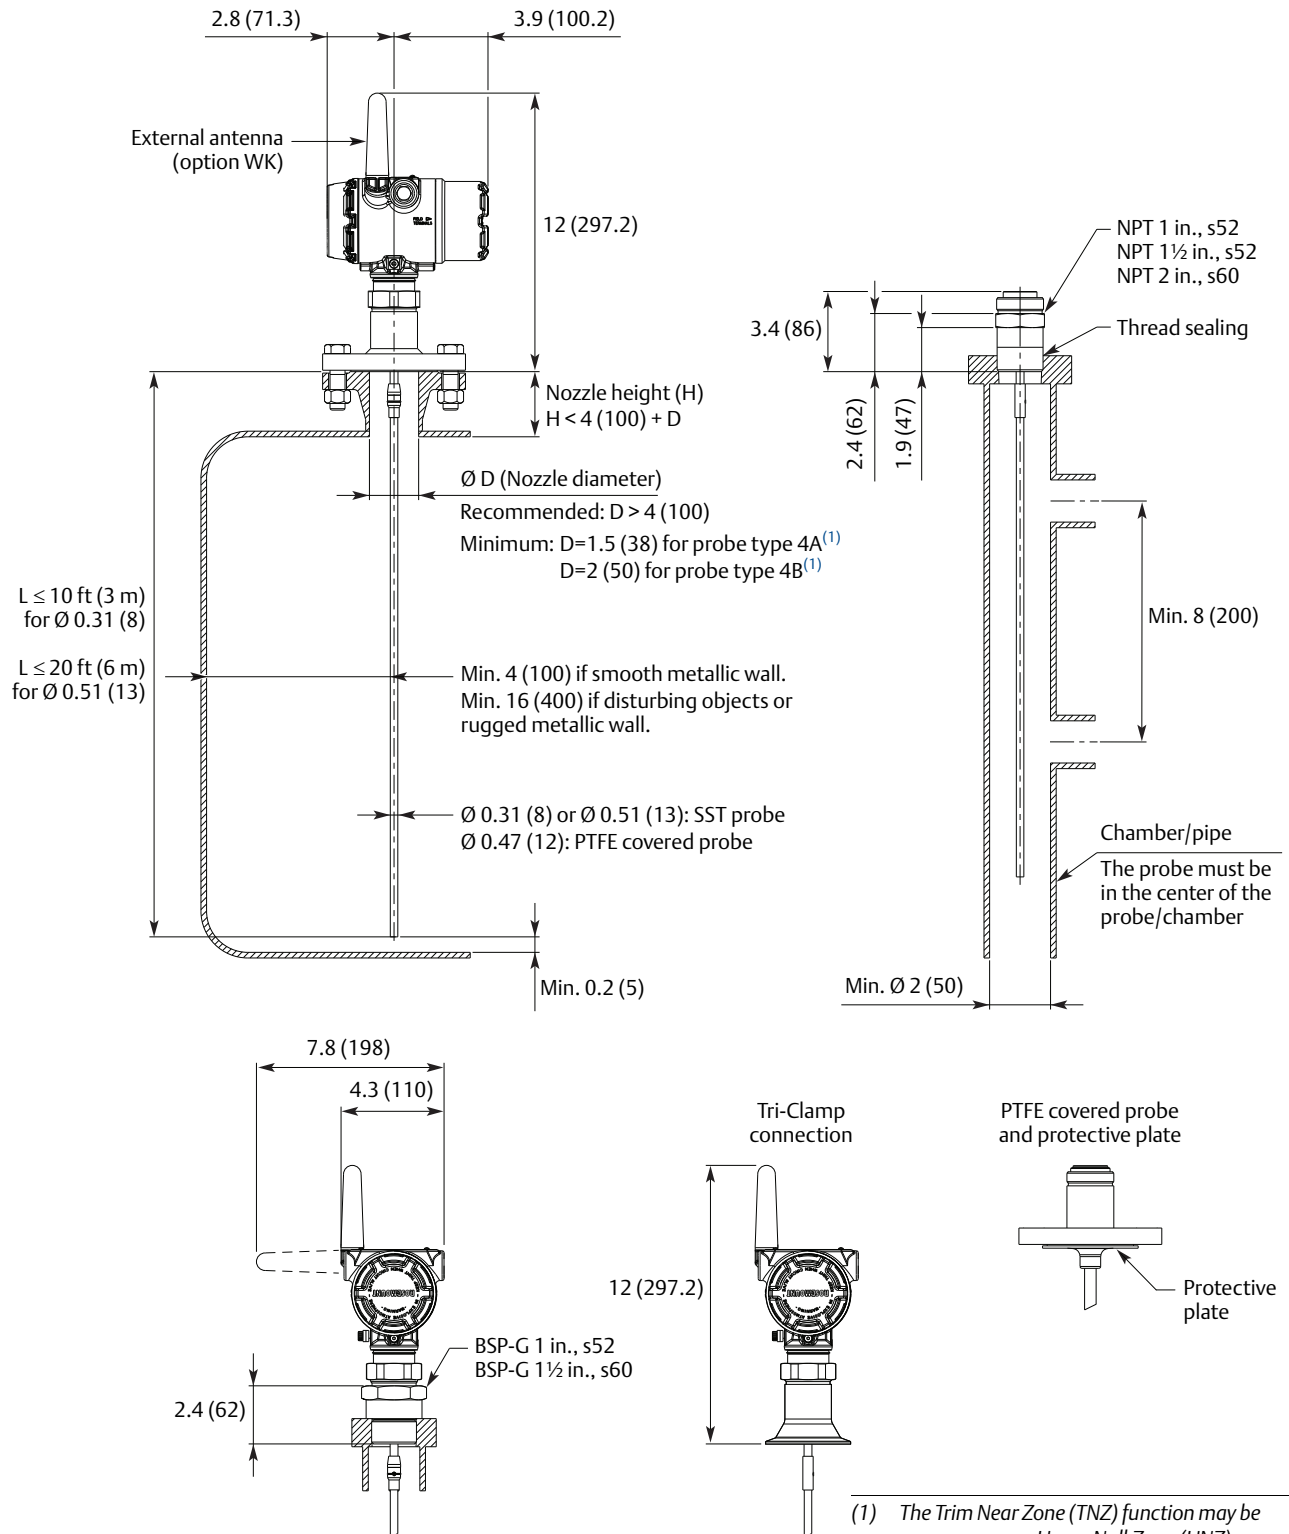 2.8 (71.3)
3.9 (100.2)
External antenna
(option WK)
12 (297.2)
Nozzle height (H)
H < 4 (100) + D
Ø D (Nozzle diameter)
Recommended: D > 4 (100)
Minimum: D=1.5 (38) for probe type 4A(1)
D=2 (50) for probe type 4B(1)
L ≤ 10 ft (3 m)
for Ø 0.31 (8)
L ≤ 20 ft (6 m)
for Ø 0.51 (13)
Min. 4 (100) if smooth metallic wall.
Min. 16 (400) if disturbing objects or
rugged metallic wall.
Ø 0.31 (8) or Ø 0.51 (13): SST probe
Ø 0.47 (12): PTFE covered probe
Min. 0.2 (5)
NPT 1 in., s52
NPT 1½ in., s52
NPT 2 in., s60
3.4 (86)
Thread sealing
2.4 (62)
1.9 (47)
Min. 8 (200)
Chamber/pipe
The probe must be
in the center of the
probe/chamber
Min. Ø 2 (50)
7.8 (198)
4.3 (110)
BSP-G 1 in., s52
BSP-G 1½ in., s60
2.4 (62)
Tri-Clamp
connection
12 (297.2)
ROSEMOUNT
PTFE covered probe
and protective plate
Protective
plate
(1) The Trim Near Zone (TNZ) function may be